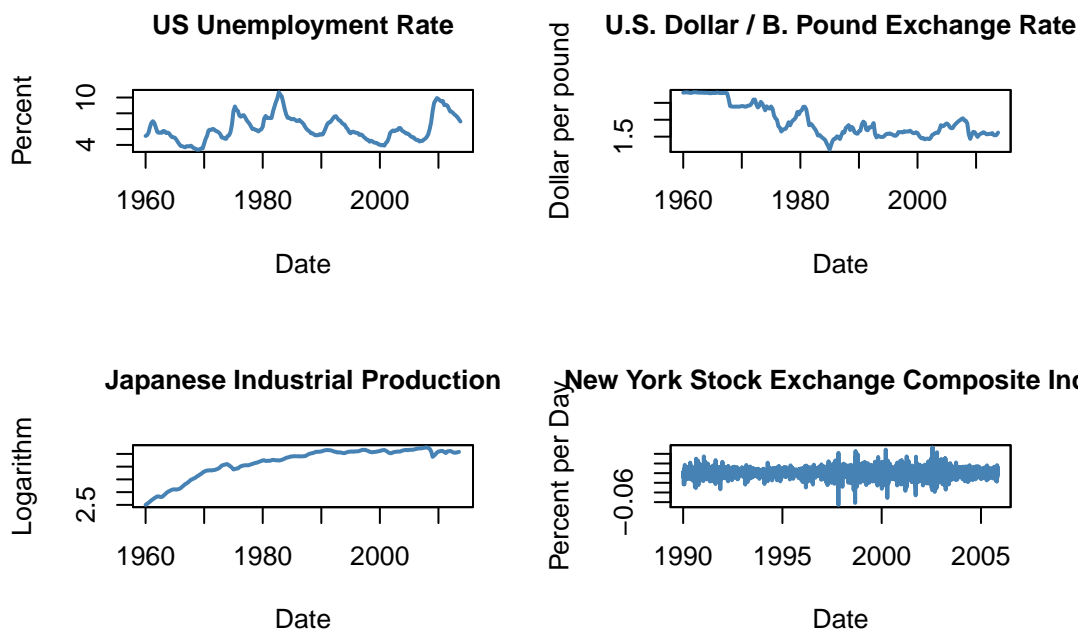 US Unemployment Rate
Percent
10
4
1960 1980 2000
Date
U.S. Dollar / B. Pound Exchange Rate
Dollar per pound
1.5
1960 1980 2000
Date
Japanese Industrial Production
Logarithm
2.5
1960 1980 2000
Date
New York Stock Exchange Composite Ind
Percent per Day
−0.06
1990 1995 2000 2005
Date